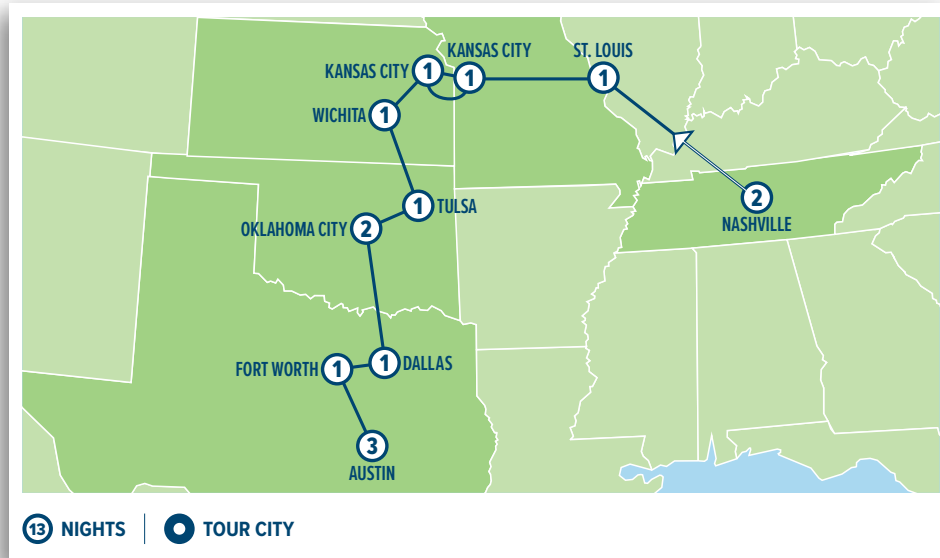 KANSAS CITY
ST. LOUIS
KANSAS CITY
1
1
1
WICHITA
1
1
TULSA
2
NASHVILLE
OKLAHOMA CITY
2
FORT WORTH
1
1
DALLAS
3
AUSTIN
13 NIGHTS
TOUR CITY